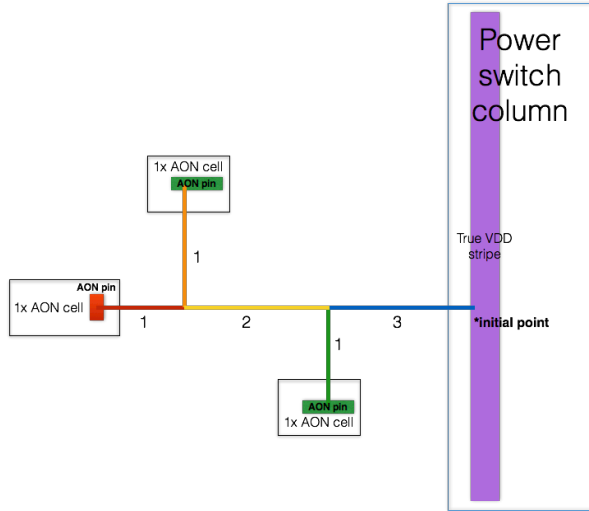 Power
switch
column
1x AON cell
AON pin
1
True VDD
stripe
AON pin
1x AON cell
1
2
3
*initial point
1
AON pin
1x AON cell